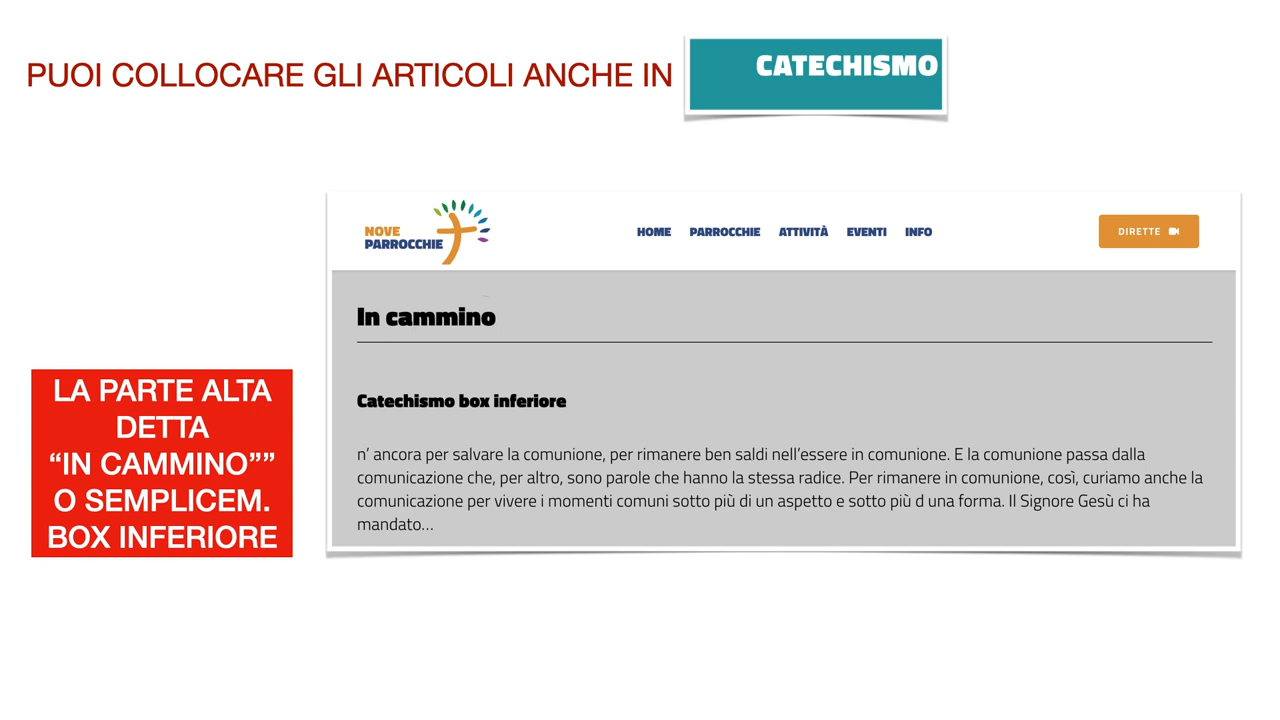 PUOI COLLOCARE GLI ARTICOLI ANCHE IN
CATECHISMO
NOVE
PARROCCHIE
HOME PARROCCHIE ATTIVITÀ EVENTI INFO
DIRETTE
In cammino
Catechismo box inferiore
n’ ancora per salvare la comunione, per rimanere ben saldi nell’essere in comunione. E la comunione passa dalla
comunicazione che, per altro, sono parole che hanno la stessa radice. Per rimanere in comunione, così, curiamo anche la
comunicazione per vivere i momenti comuni sotto più di un aspetto e sotto più d una forma. Il Signore Gesù ci ha
mandato…
LA PARTE ALTA
DETTA
“IN CAMMINO””
O SEMPLICEM.
BOX INFERIORE